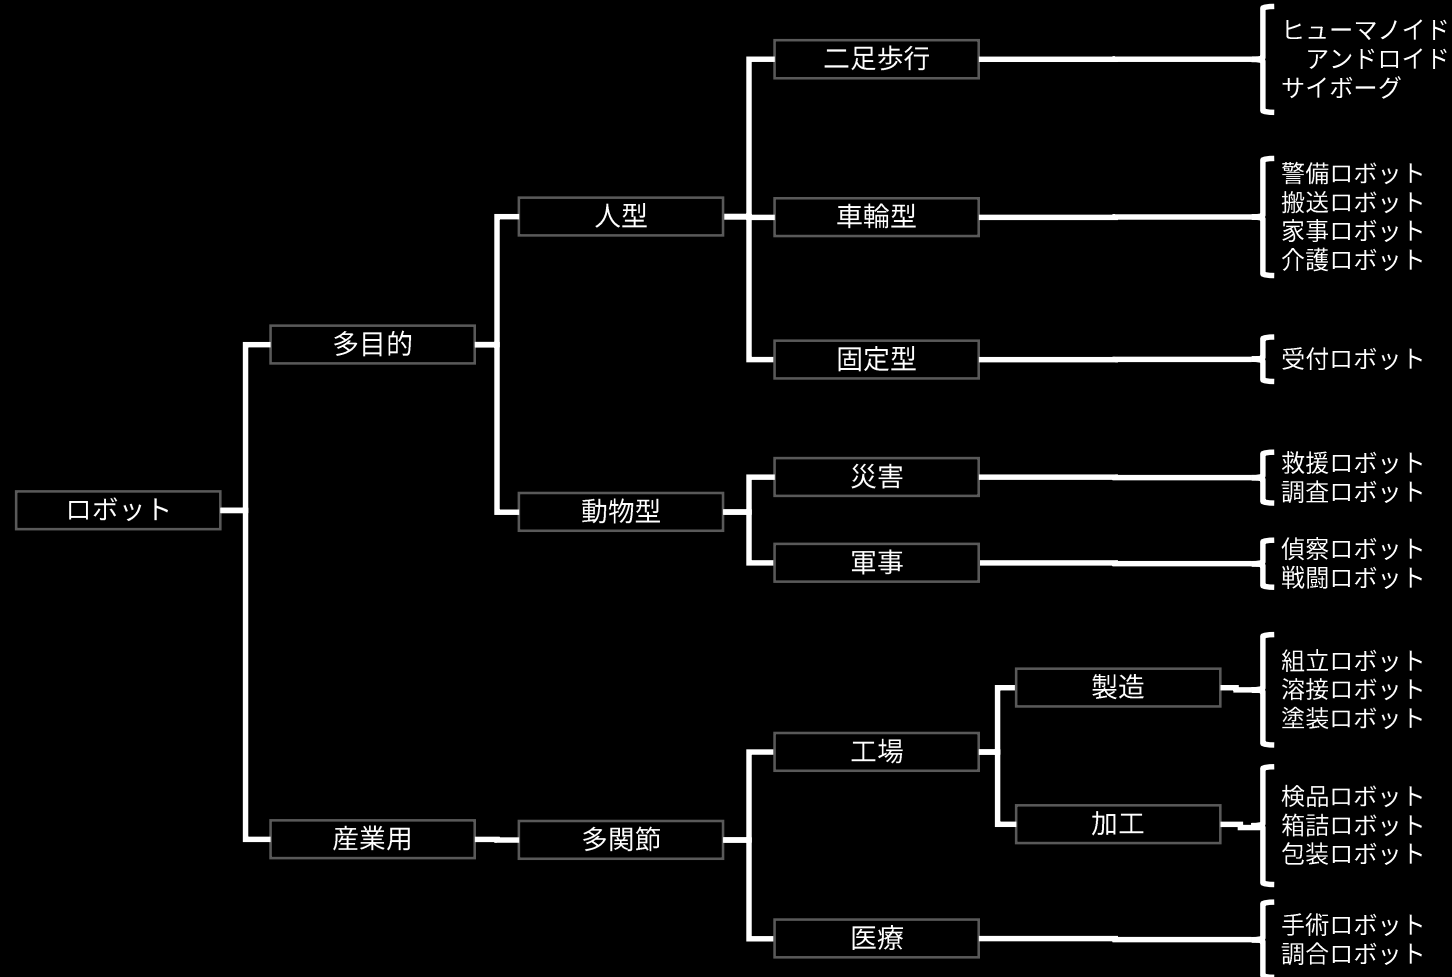 ロボット
多目的
産業用
人型
動物型
多関節
二足歩行
車輪型
固定型
災害
軍事
工場
医療
製造
加工
ヒューマノイド
アンドロイド
サイボーグ
警備ロボット
搬送ロボット
家事ロボット
介護ロボット
受付ロボット
救援ロボット
調査ロボット
偵察ロボット
戦闘ロボット
組立ロボット
溶接ロボット
塗装ロボット
検品ロボット
箱詰ロボット
包装ロボット
手術ロボット
調合ロボット